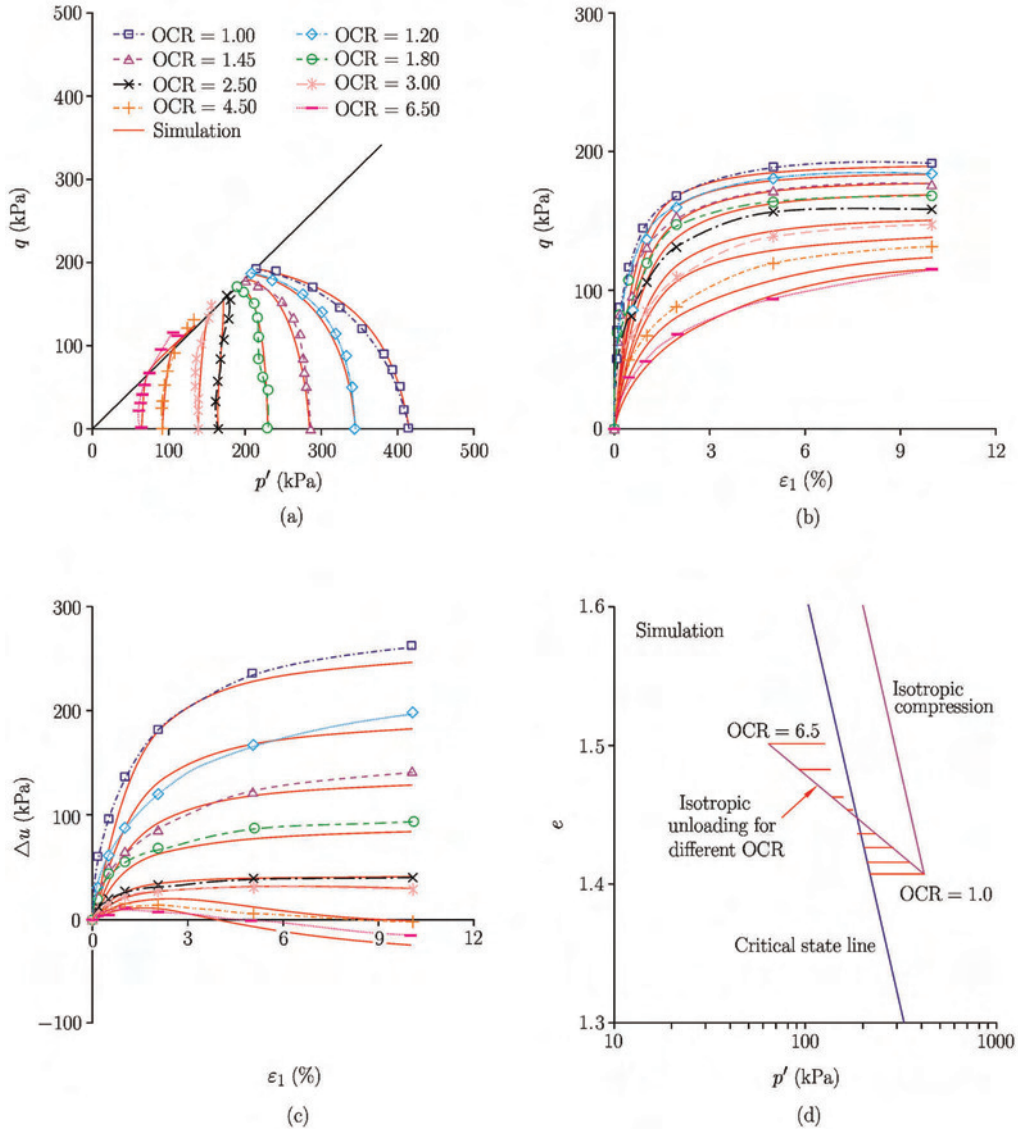 500
400
300
200
100
0
q (kPa)
OCR = 1.00
OCR = 1.20
OCR = 1.45
OCR = 1.80
OCR = 2.50
OCR = 3.00
OCR = 4.50
OCR = 6.50
Simulation
0 100 200 300 400 500
p′ (kPa)
(a)
300
200
100
0
q (kPa)
0 3 6 9 12
ε₁ (%)
(b)
300
200
100
0
−100
△u (kPa)
0 3 6 9 12
ε₁ (%)
(c)
1.6
1.5
1.4
1.3
e
Simulation
Isotropic
compression
OCR = 6.5
Isotropic
unloading for
different OCR
OCR = 1.0
Critical state line
10 100 1000
p′ (kPa)
(d)